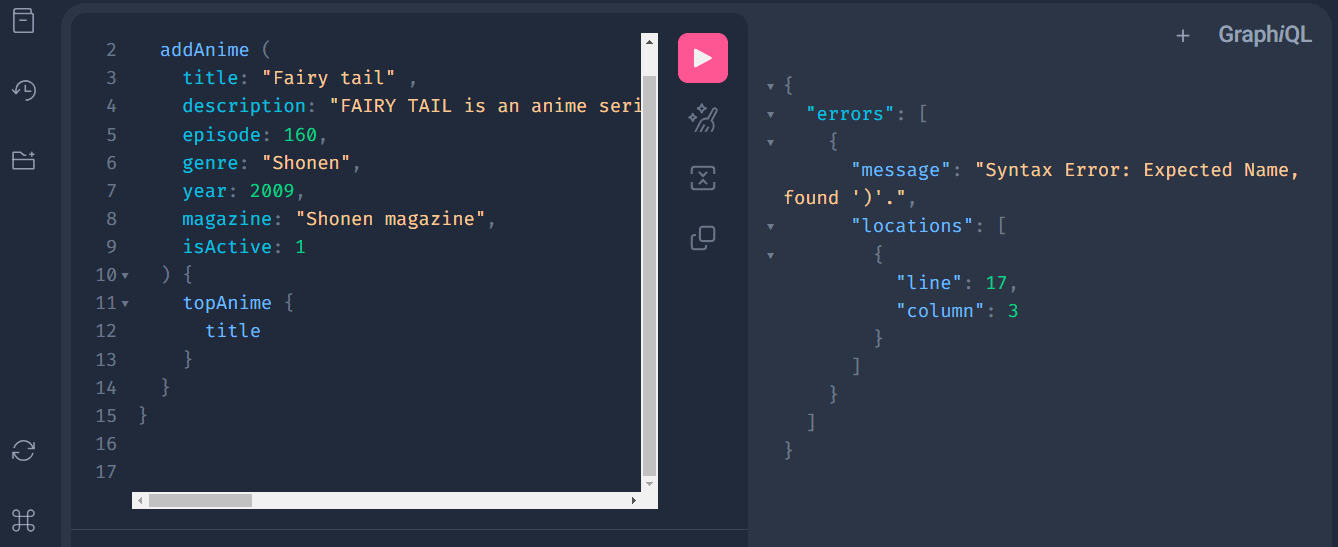 2 addAnime (
3 title: "Fairy tail" ,
4 description: "FAIRY TAIL is an anime seri
5 episode: 160,
6 genre: "Shonen",
7 year: 2009,
8 magazine: "Shonen magazine",
9 isActive: 1
10 ) {
11 topAnime {
12 title
13 }
14 }
15 }
16
17
+ GraphiQL
{
"errors": [
{
"message": "Syntax Error: Expected Name,
found ')'.",
"locations": [
{
"line": 17,
"column": 3
}
]
}
]
}